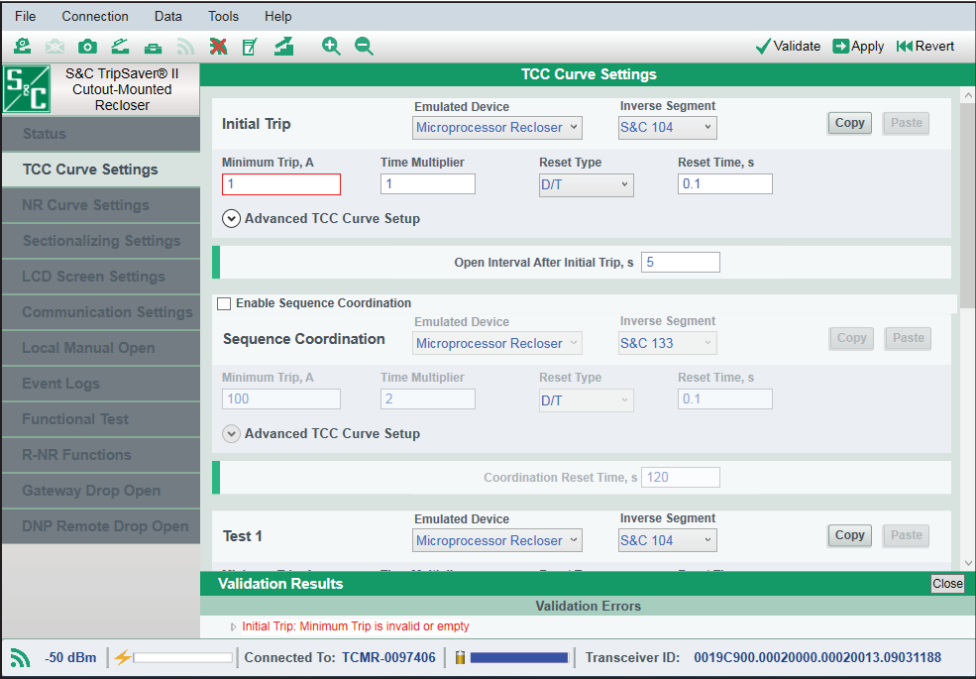 File Connection Data Tools Help
Validate Apply Revert
S&C
S&C TripSaver® II
Cutout-Mounted
Recloser
Status
TCC Curve Settings
NR Curve Settings
Sectionalizing Settings
LCD Screen Settings
Communication Settings
Local Manual Open
Event Logs
Functional Test
R-NR Functions
Gateway Drop Open
DNP Remote Drop Open
TCC Curve Settings
Emulated Device Inverse Segment
Initial Trip Microprocessor Recloser S&C 104 Copy Paste
Minimum Trip, A Time Multiplier Reset Type Reset Time, s
1 1 D/T 0.1
Advanced TCC Curve Setup
Open Interval After Initial Trip, s 5
Enable Sequence Coordination
Emulated Device Inverse Segment
Sequence Coordination Microprocessor Recloser S&C 133 Copy Paste
Minimum Trip, A Time Multiplier Reset Type Reset Time, s
100 2 D/T 0.1
Advanced TCC Curve Setup
Coordination Reset Time, s 120
Emulated Device Inverse Segment
Test 1 Microprocessor Recloser S&C 104 Copy Paste
Validation Results Close
Validation Errors
Initial Trip: Minimum Trip is invalid or empty
-50 dBm Connected To: TCMR-0097406 Transceiver ID: 0019C900.00020000.00020013.09031188